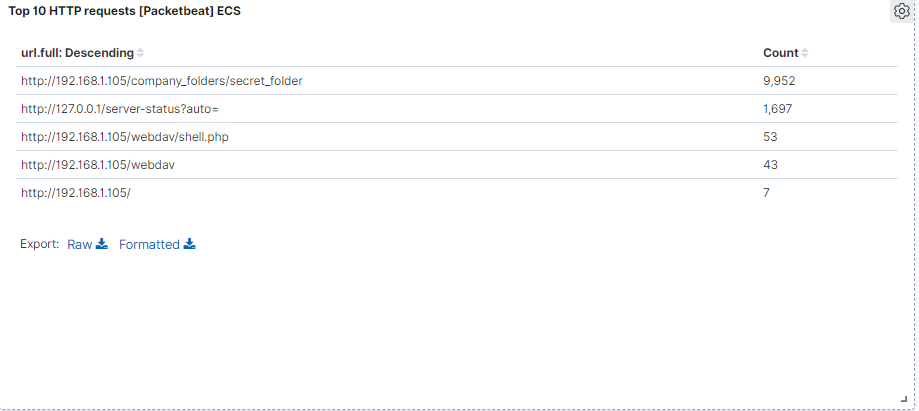 Top 10 HTTP requests [Packetbeat] ECS
url.full: Descending Count
http://192.168.1.105/company_folders/secret_folder 9,952
http://127.0.0.1/server-status?auto= 1,697
http://192.168.1.105/webdav/shell.php 53
http://192.168.1.105/webdav 43
http://192.168.1.105/ 7
Export: Raw Formatted